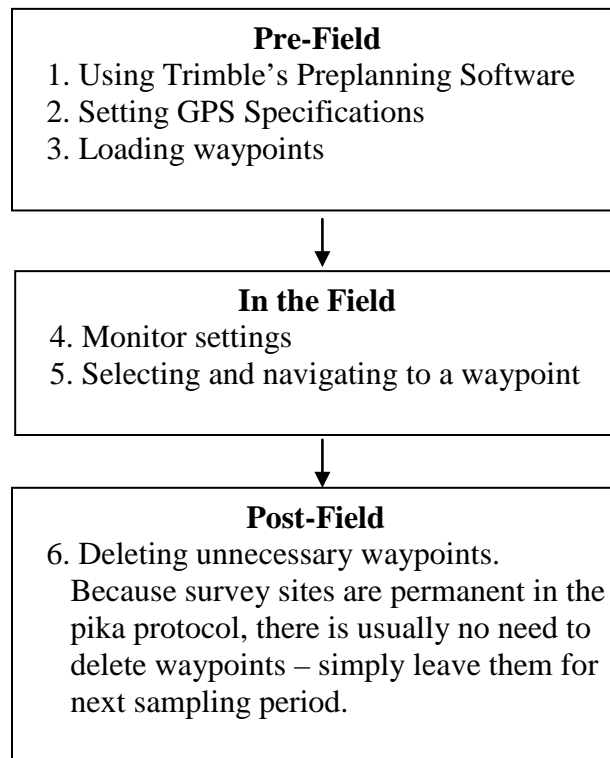 Pre-Field
1. Using Trimble’s Preplanning Software
2. Setting GPS Specifications
3. Loading waypoints
In the Field
4. Monitor settings
5. Selecting and navigating to a waypoint
Post-Field
6. Deleting unnecessary waypoints.
Because survey sites are permanent in the
pika protocol, there is usually no need to
delete waypoints – simply leave them for
next sampling period.